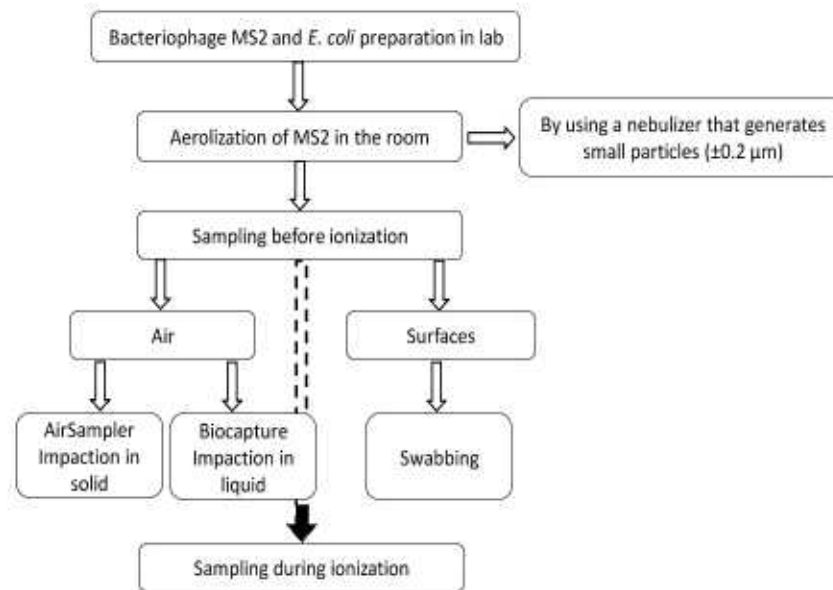 Bacteriophage MS2 and E. coli preparation in lab
Aerolization of MS2 in the room
By using a nebulizer that generates
small particles (±0.2 µm)
Sampling before ionization
Air
Surfaces
AirSampler
Impaction in
solid
Biocapture
Impaction in
liquid
Swabbing
Sampling during ionization